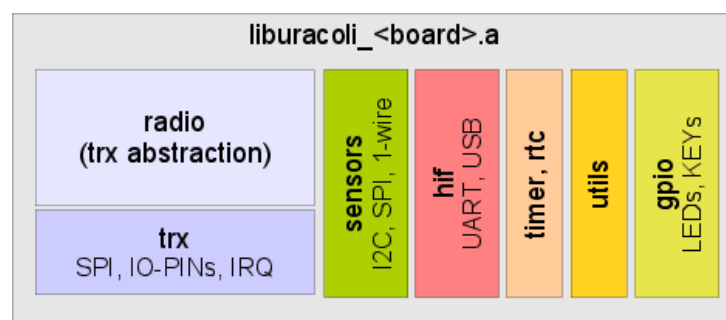 liburacoli_<board>.a
radio
(trx abstraction)
trx
SPI, IO-PINs, IRQ
sensors
I2C, SPI, 1-wire
hif
UART, USB
timer, rtc
utils
gpio
LEDs, KEYs